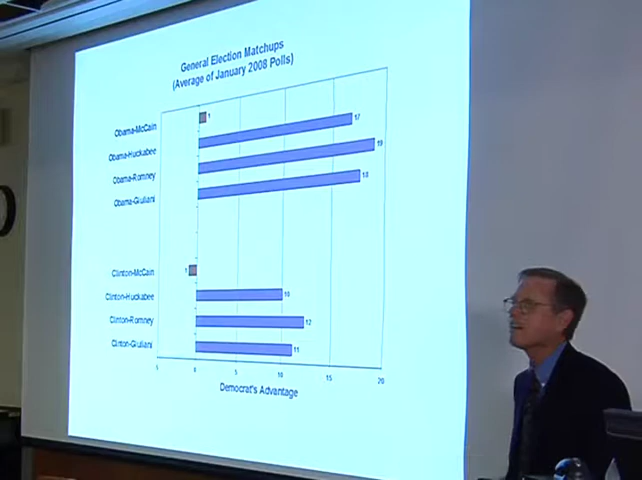 General Election Matchups
(Average of January 2008 Polls)
Obama-McCain 1
Obama-Huckabee 17
Obama-Romney 19
Obama-Giuliani 18
Clinton-McCain 1
Clinton-Huckabee 10
Clinton-Romney 12
Clinton-Giuliani 11
5 0 5 10 15 20
Democrat's Advantage